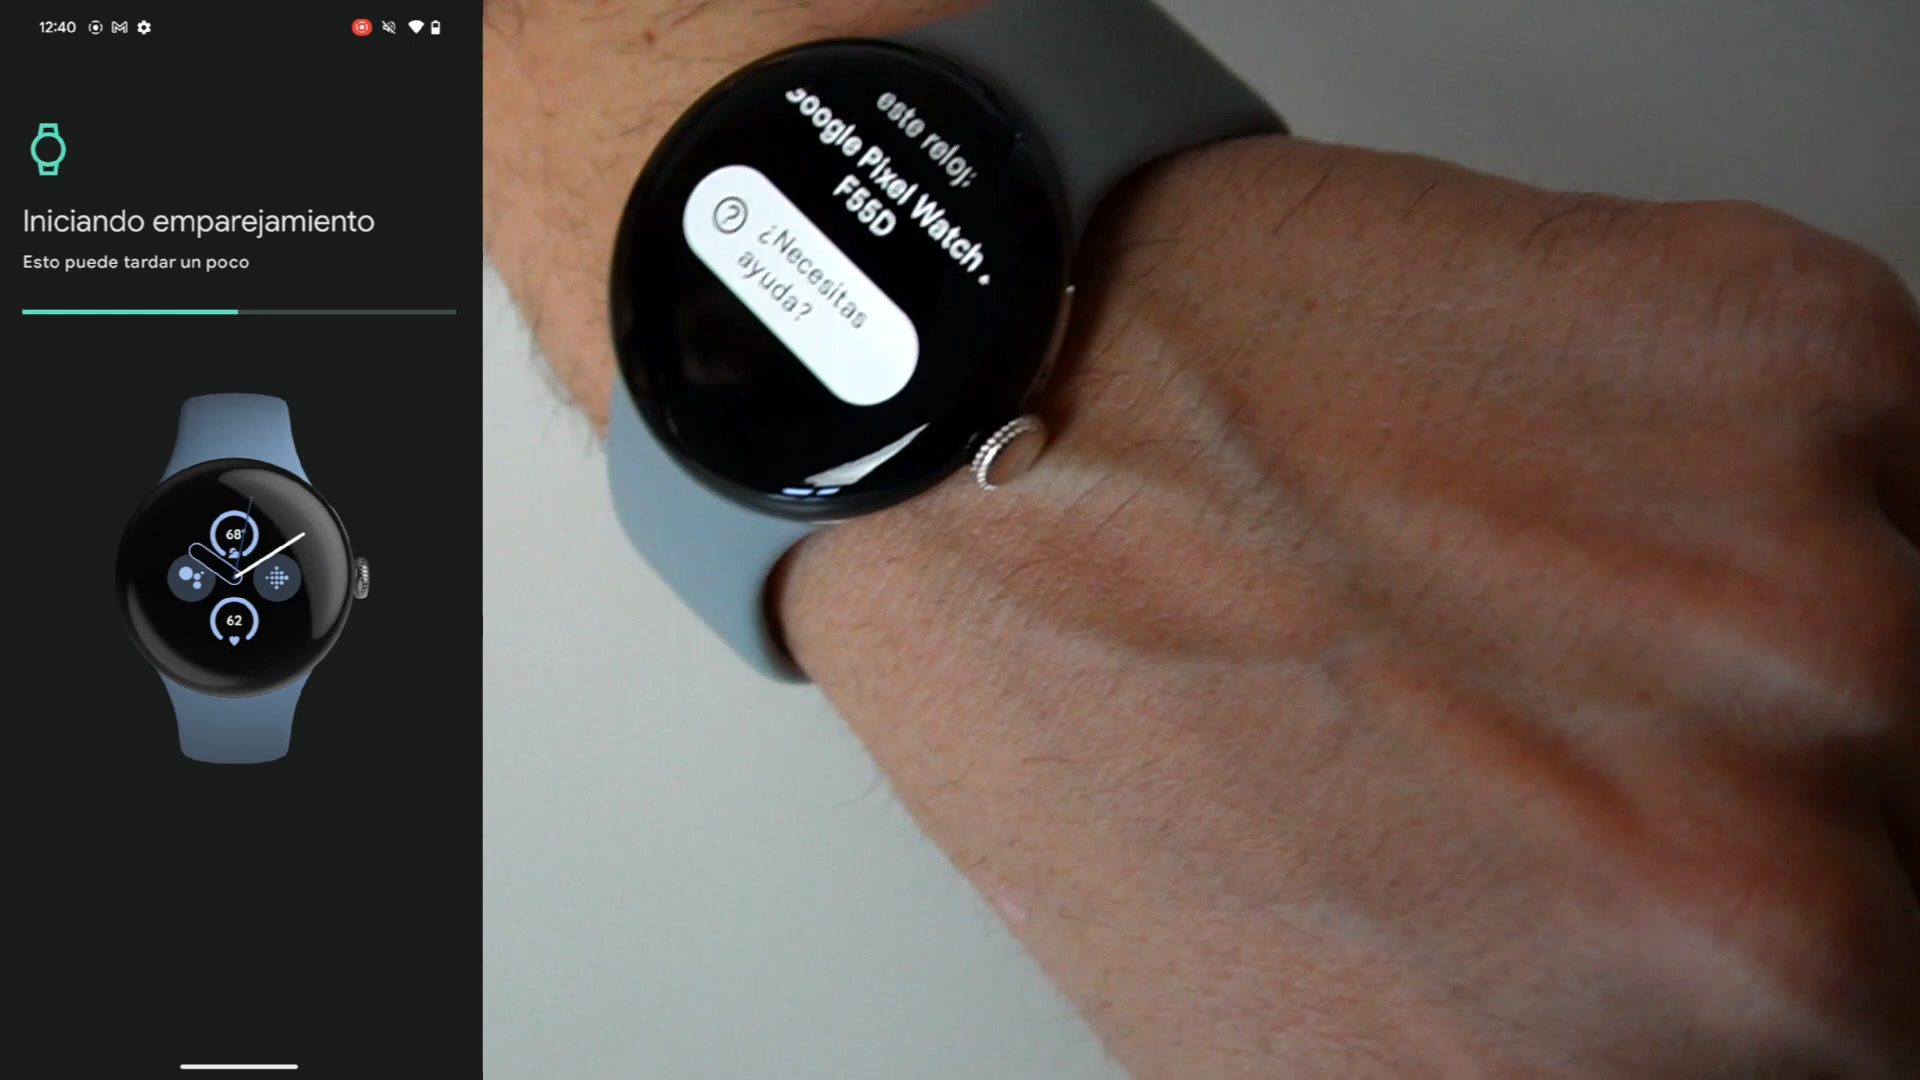 12:40
Iniciando emparejamiento
Esto puede tardar un poco
68°
62
este reloj:
Google Pixel Watch
F55D
¿Necesitas
ayuda?